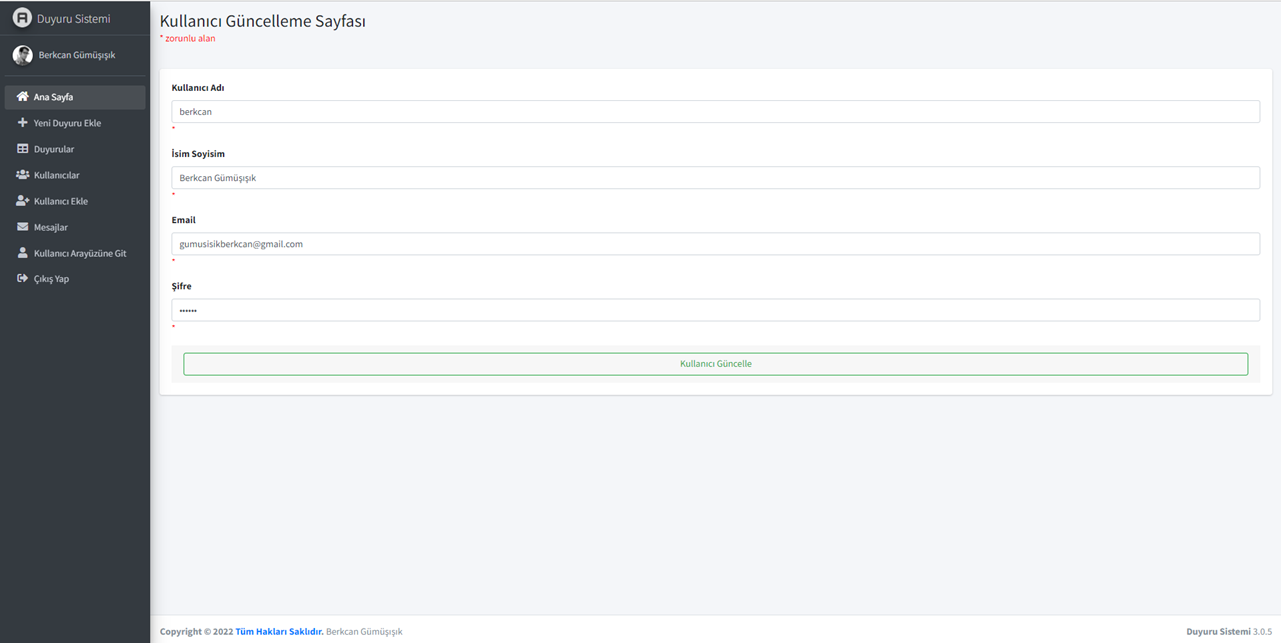 Duyuru Sistemi
Berkcan Gümüşışık
Ana Sayfa
Yeni Duyuru Ekle
Duyurular
Kullanıcılar
Kullanıcı Ekle
Mesajlar
Kullanıcı Arayüzüne Git
Çıkış Yap
Kullanıcı Güncelleme Sayfası
* zorunlu alan
Kullanıcı Adı
berkcan
*
İsim Soyisim
Berkcan Gümüşışık
*
Email
gumusisikberkcan@gmail.com
*
Şifre
••••••
*
Kullanıcı Güncelle
Copyright © 2022 Tüm Hakları Saklıdır. Berkcan Gümüşışık
Duyuru Sistemi 3.0.5